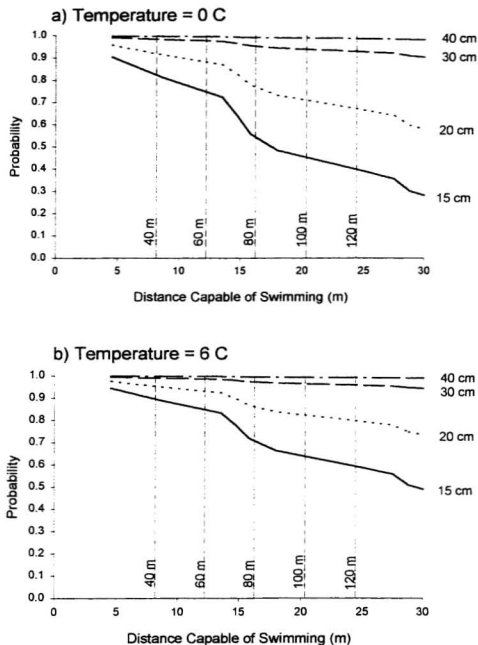 a) Temperature = 0 C
1.0
0.9
0.8
0.7
0.6
0.5
0.4
0.3
0.2
0.1
0.0
Probability
40 cm
30 cm
20 cm
15 cm
40 m
60 m
80 m
100 m
120 m
0 5 10 15 20 25 30
Distance Capable of Swimming (m)
b) Temperature = 6 C
1.0
0.9
0.8
0.7
0.6
0.5
0.4
0.3
0.2
0.1
0.0
Probability
40 cm
30 cm
20 cm
15 cm
40 m
60 m
80 m
100 m
120 m
0 5 10 15 20 25 30
Distance Capable of Swimming (m)